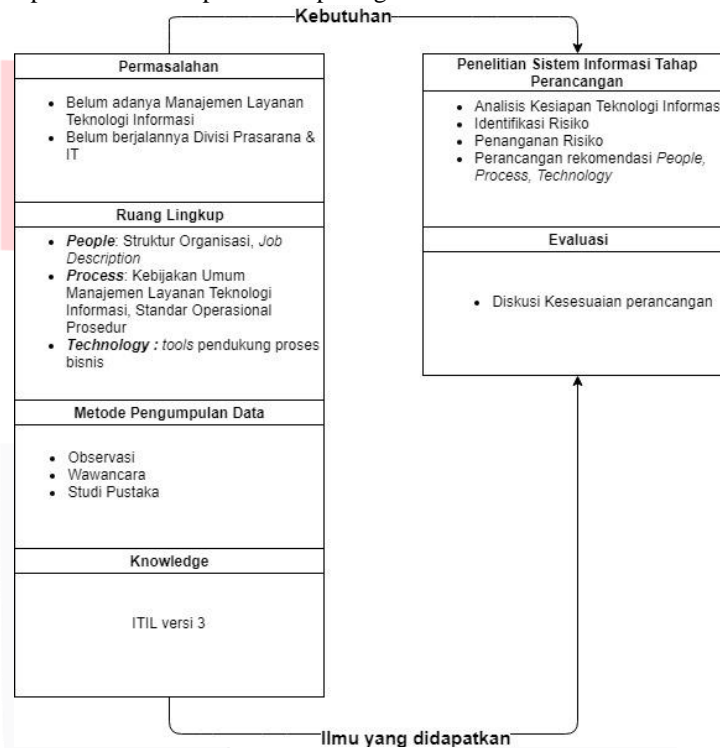 Kebutuhan
Permasalahan
• Belum adanya Manajemen Layanan
Teknologi Informasi
• Belum berjalannya Divisi Prasarana &
IT
Ruang Lingkup
• People: Struktur Organisasi, Job
Description
• Process: Kebijakan Umum
Manajemen Layanan Teknologi
Informasi, Standar Operasional
Prosedur
• Technology : tools pendukung proses
bisnis
Metode Pengumpulan Data
• Observasi
• Wawancara
• Studi Pustaka
Knowledge
ITIL versi 3
Penelitian Sistem Informasi Tahap
Perancangan
• Analisis Kesiapan Teknologi Informas
• Identifikasi Risiko
• Penanganan Risiko
• Perancangan rekomendasi People,
Process, Technology
Evaluasi
• Diskusi Kesesuaian perancangan
Ilmu yang didapatkan